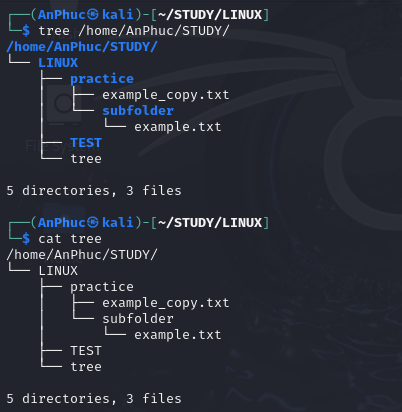 ┌──(AnPhuc㉿kali)-[~/STUDY/LINUX]
└─$ tree /home/AnPhuc/STUDY/
/home/AnPhuc/STUDY/
└── LINUX
    ├── practice
    │   ├── example_copy.txt
    │   └── subfolder
    │       └── example.txt
    ├── TEST
    └── tree

5 directories, 3 files

┌──(AnPhuc㉿kali)-[~/STUDY/LINUX]
└─$ cat tree
/home/AnPhuc/STUDY/
└── LINUX
    ├── practice
    │   ├── example_copy.txt
    │   └── subfolder
    │       └── example.txt
    ├── TEST
    └── tree

5 directories, 3 files